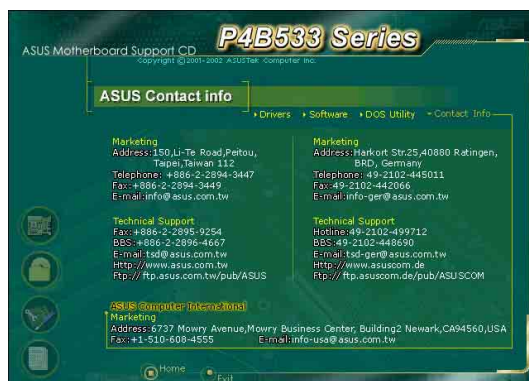 P4B533 Series
ASUS Motherboard Support CD
Copyright ©2001-2002 ASUSTek Computer Inc.
ASUS Contact info
Drivers Software DOS Utility Contact Info
Marketing
Address:150,Li-Te Road,Peitou,
Taipei,Taiwan 112
Telephone: +886-2-2894-3447
Fax:+886-2-2894-3449
E-mail:info@asus.com.tw
Technical Support
Fax:+886-2-2895-9254
BBS:+886-2-2896-4667
E-mail:tsd@asus.com.tw
Http://www.asus.com.tw
Ftp://ftp.asus.com.tw/pub/ASUS
Marketing
Address:Harkort Str.25,40880 Ratingen,
BRD, Germany
Telephone: 49-2102-445011
Fax:49-2102-442066
E-mail:info-ger@asus.com.tw
Technical Support
Hotline:49-2102-499712
BBS:49-2102-448690
E-mail:tsd-ger@asus.com.tw
Http://www.asuscom.de
Ftp://ftp.asuscom.de/pub/ASUSCOM
ASUS Computer International
Marketing
Address:6737 Mowry Avenue,Mowry Business Center, Building2 Newark,CA94560,USA
Fax:+1-510-608-4555 E-mail:info-usa@asus.com.tw
Home
Exit